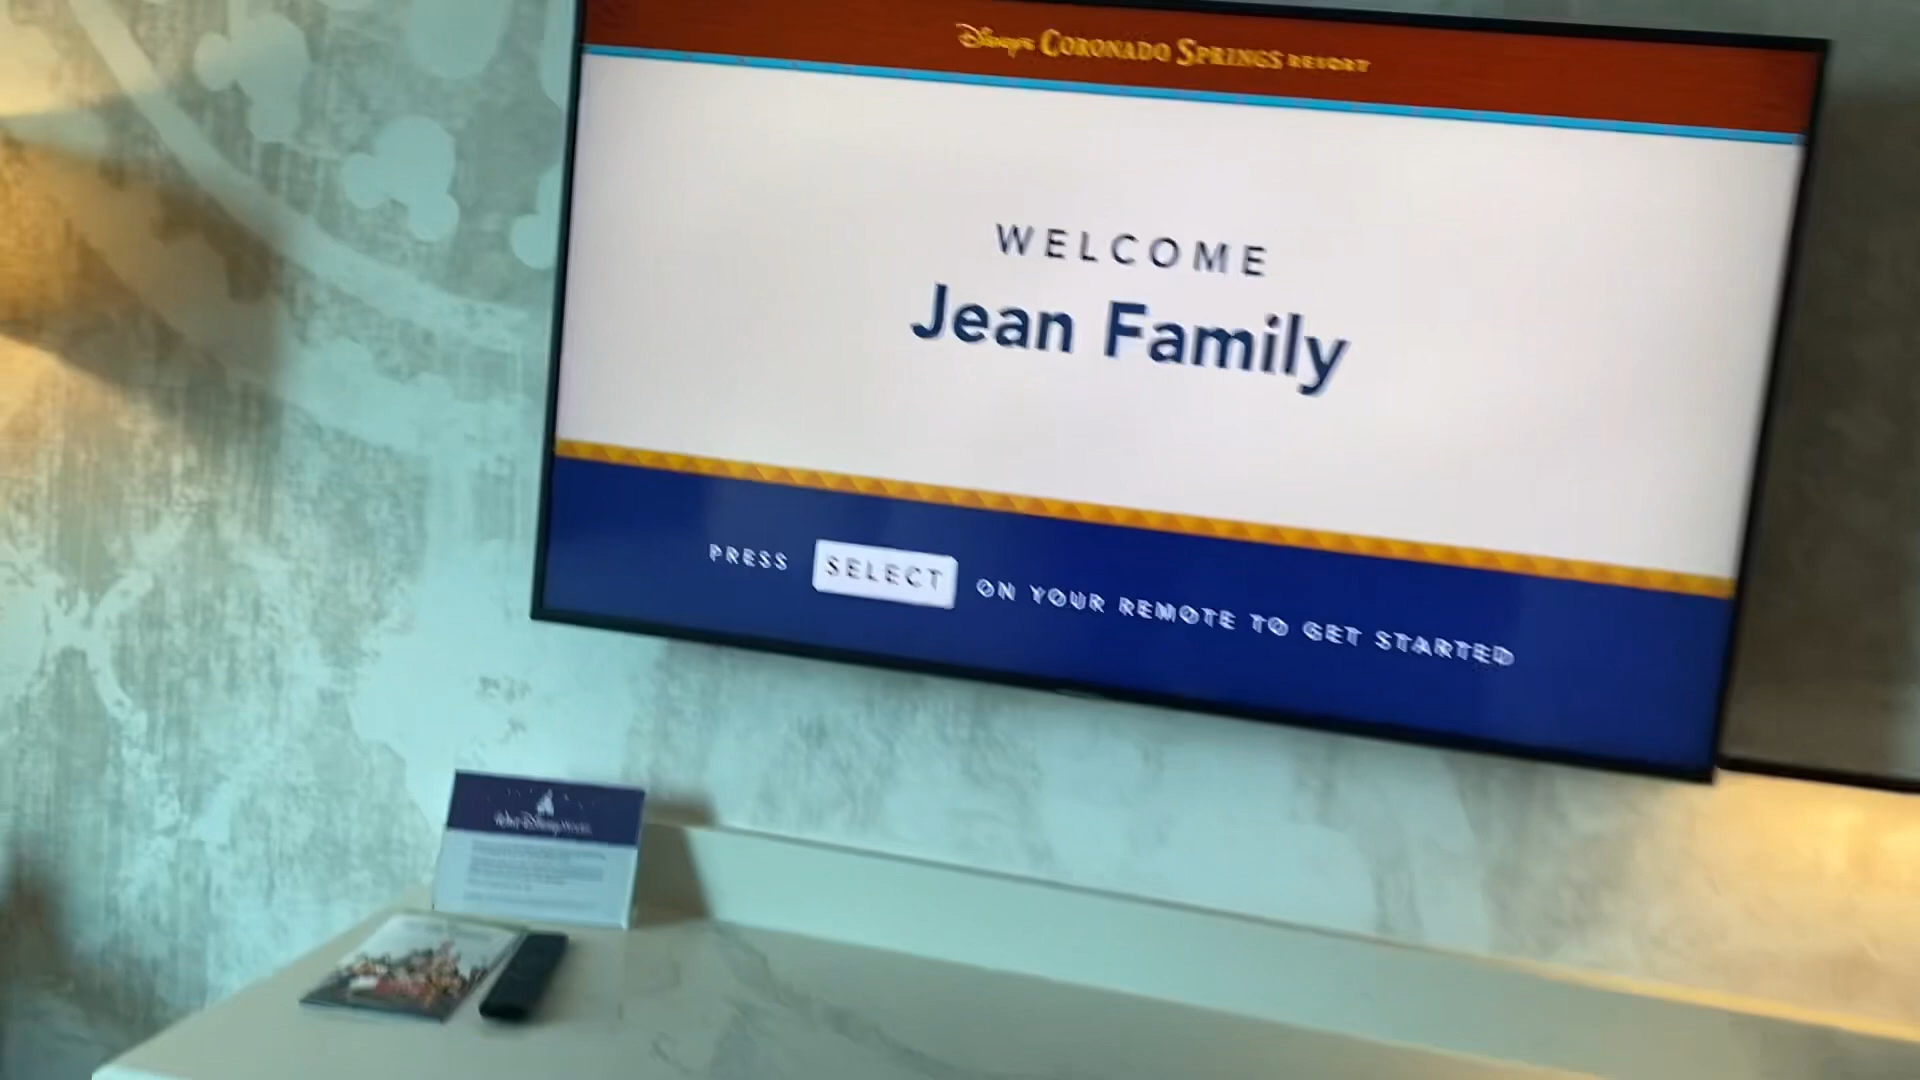 Disney's CORONADO SPRINGS RESORT
WELCOME
Jean Family
PRESS SELECT ON YOUR REMOTE TO GET STARTED
WALT DISNEY WORLD